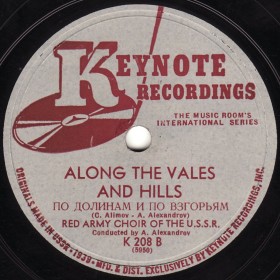 KEYNOTE
RECORDINGS
THE MUSIC ROOM'S
INTERNATIONAL SERIES
ALONG THE VALES
AND HILLS
ПО ДОЛИНАМ И ПО ВЗГОРЬЯМ
(C. Alimov - A. Alexandrov)
RED ARMY CHOIR OF THE U.S.S.R.
Conducted by A. Alexandrov
K 208 B
(5950)
ORIGINALS MADE IN USSR · 1939 · MFD. & DIST. EXCLUSIVELY BY KEYNOTE RECORDINGS, INC.